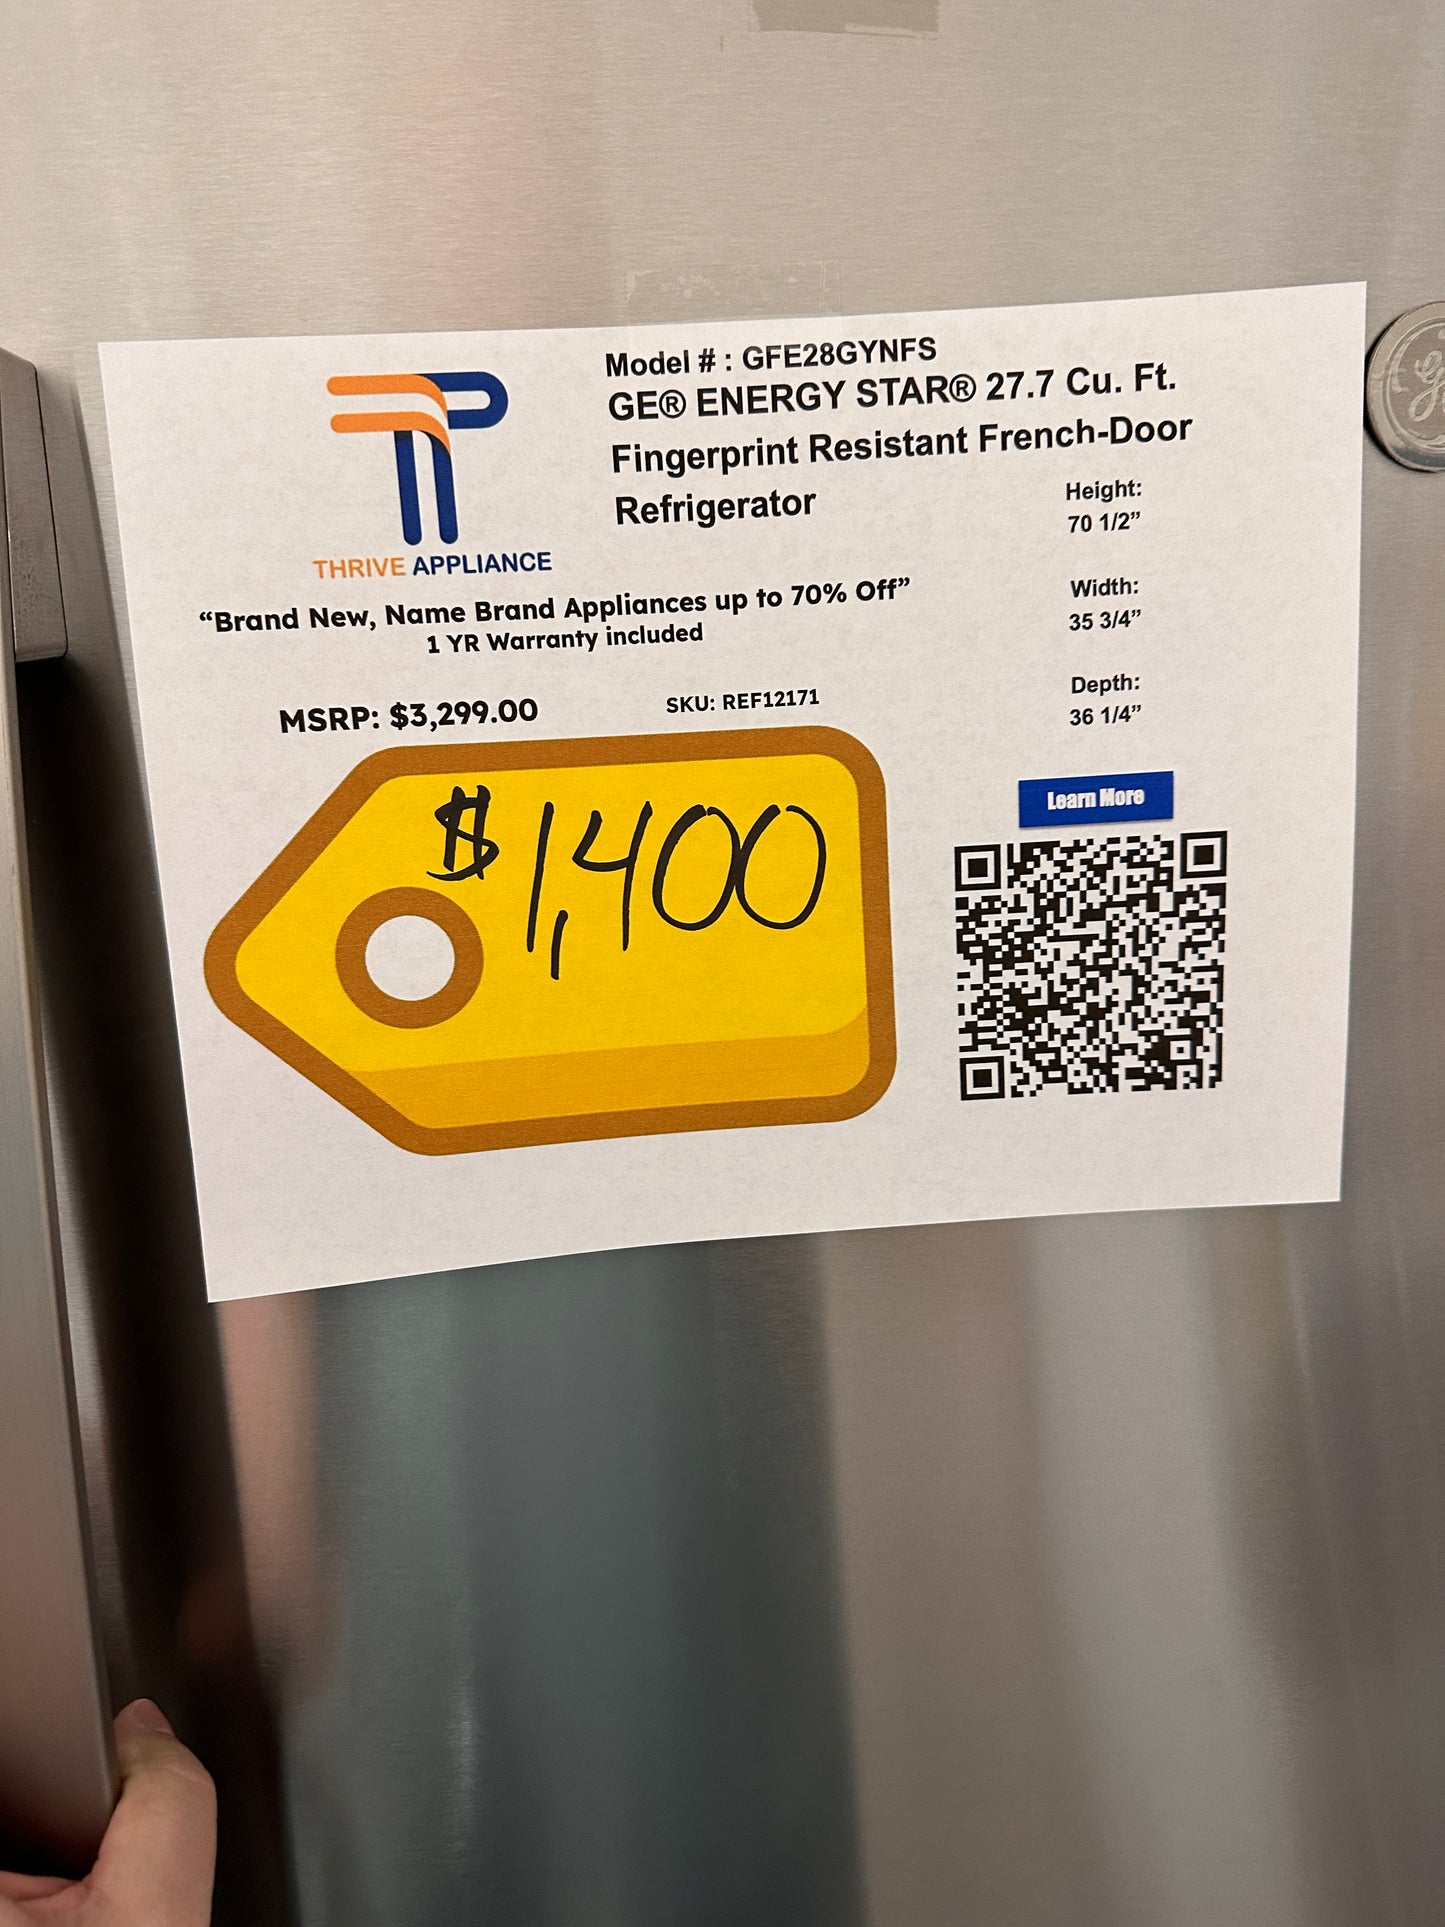 Model # : GFE28GYNFS
GE® ENERGY STAR® 27.7 Cu. Ft.
Fingerprint Resistant French-Door
Refrigerator
THRIVE APPLIANCE
“Brand New, Name Brand Appliances up to 70% Off”
1 YR Warranty included
MSRP: $3,299.00
SKU: REF12171
$1,400
Height:
70 1/2”
Width:
35 3/4”
Depth:
36 1/4”
Learn More
GE